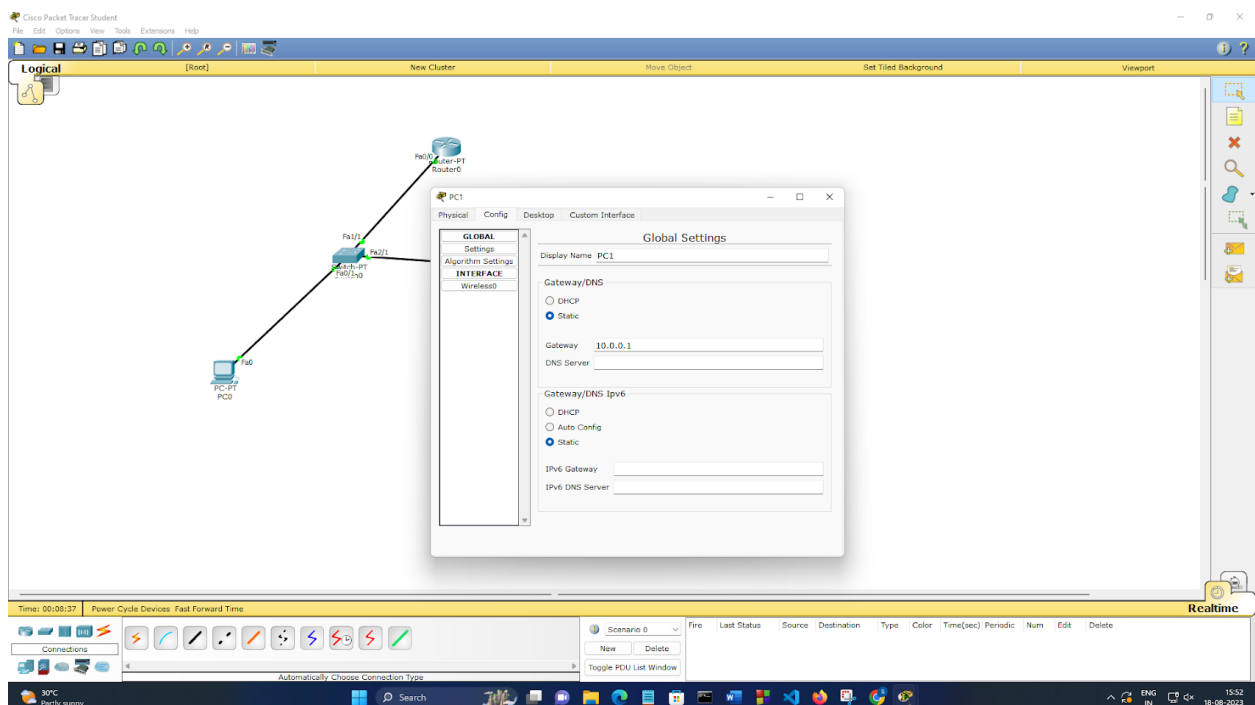 Cisco Packet Tracer Student
File Edit Options View Tools Extensions Help
Logical [Root] New Cluster Move Object Set Tiled Background Viewport
Fa0/0
Router-PT
Router0
Fa1/1
Fa2/1
Switch-PT
Fa0/1
Fa0
PC-PT
PC0
PC1
Physical Config Desktop Custom Interface
GLOBAL
Settings
Algorithm Settings
INTERFACE
Wireless0
Global Settings
Display Name PC1
Gateway/DNS
DHCP
Static
Gateway 10.0.0.1
DNS Server
Gateway/DNS Ipv6
DHCP
Auto Config
Static
IPv6 Gateway
IPv6 DNS Server
Time: 00:08:37 Power Cycle Devices Fast Forward Time
Realtime
Connections
Automatically Choose Connection Type
Scenario 0
New Delete
Toggle PDU List Window
Fire Last Status Source Destination Type Color Time(sec) Periodic Num Edit Delete
30°C
Partly sunny
Search
ENG
IN
15:52
18-08-2023